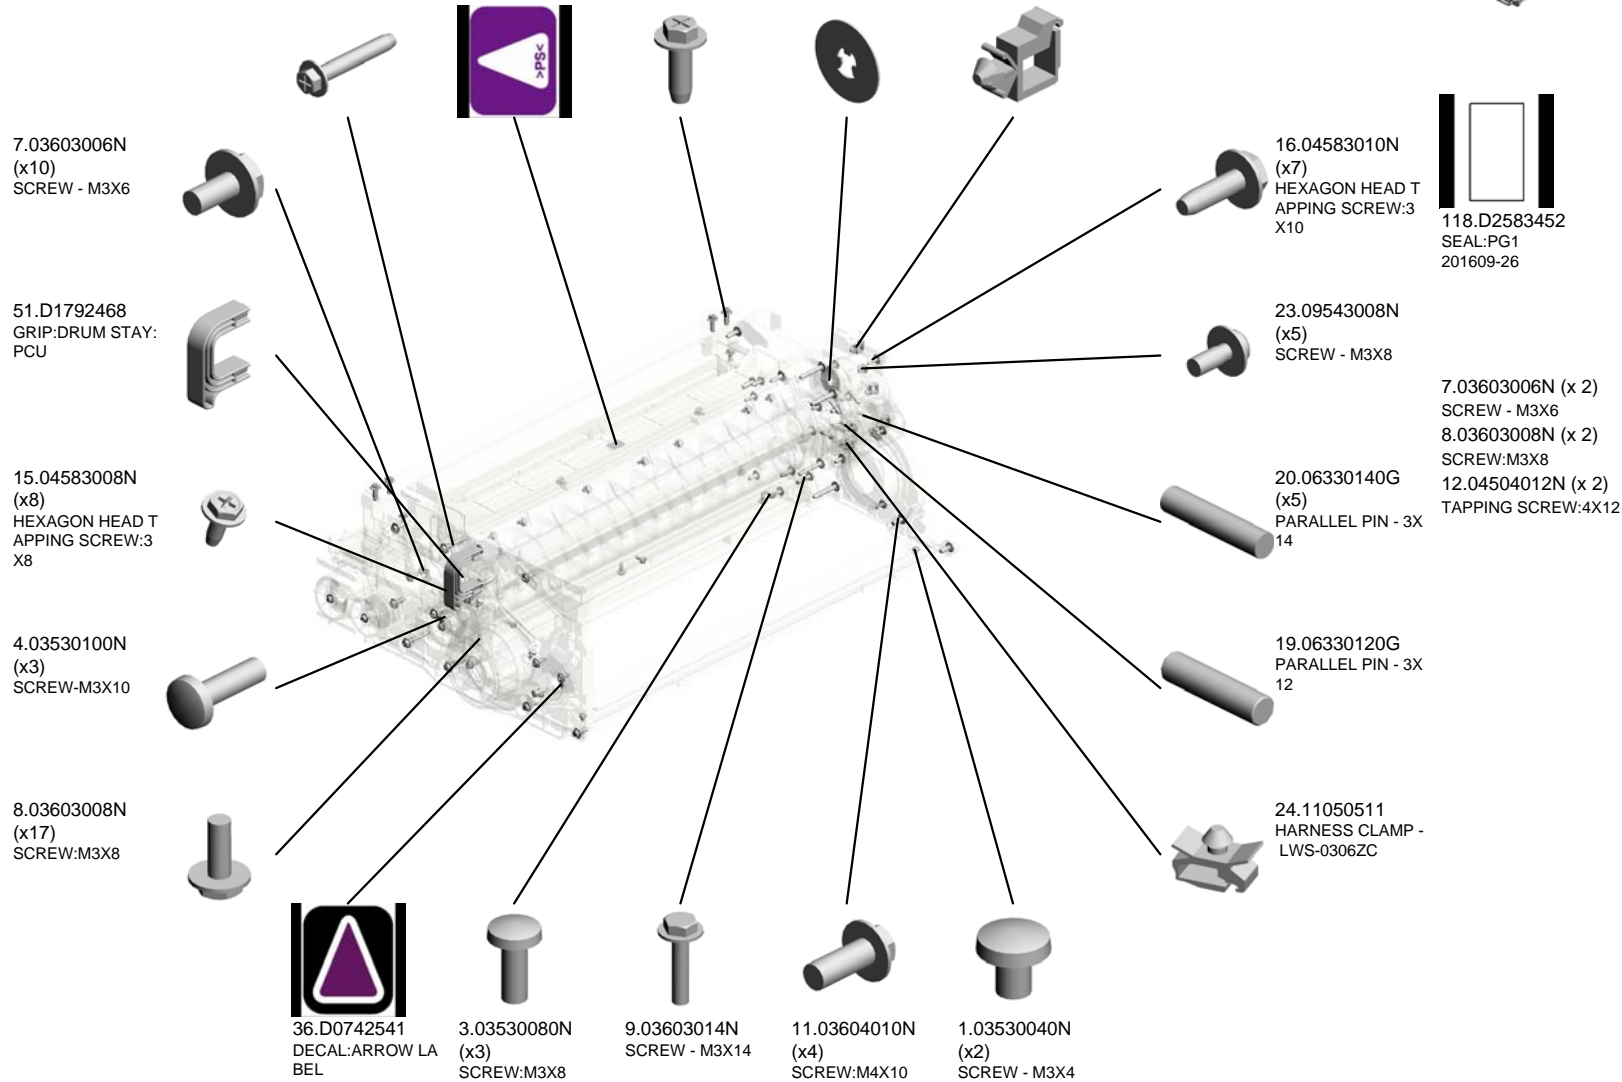 >PS<
7.03603006N
(x10)
SCREW - M3X6
16.04583010N
(x7)
HEXAGON HEAD T
APPING SCREW:3
X10
118.D2583452
SEAL:PG1
201609-26
51.D1792468
GRIP:DRUM STAY:
PCU
23.09543008N
(x5)
SCREW - M3X8
7.03603006N (x 2)
SCREW - M3X6
8.03603008N (x 2)
SCREW:M3X8
12.04504012N (x 2)
TAPPING SCREW:4X12
15.04583008N
(x8)
HEXAGON HEAD T
APPING SCREW:3
X8
20.06330140G
(x5)
PARALLEL PIN - 3X
14
4.03530100N
(x3)
SCREW-M3X10
19.06330120G
PARALLEL PIN - 3X
12
8.03603008N
(x17)
SCREW:M3X8
24.11050511
HARNESS CLAMP -
LWS-0306ZC
36.D0742541
DECAL:ARROW LA
BEL
3.03530080N
(x3)
SCREW:M3X8
9.03603014N
SCREW - M3X14
11.03604010N
(x4)
SCREW:M4X10
1.03530040N
(x2)
SCREW - M3X4